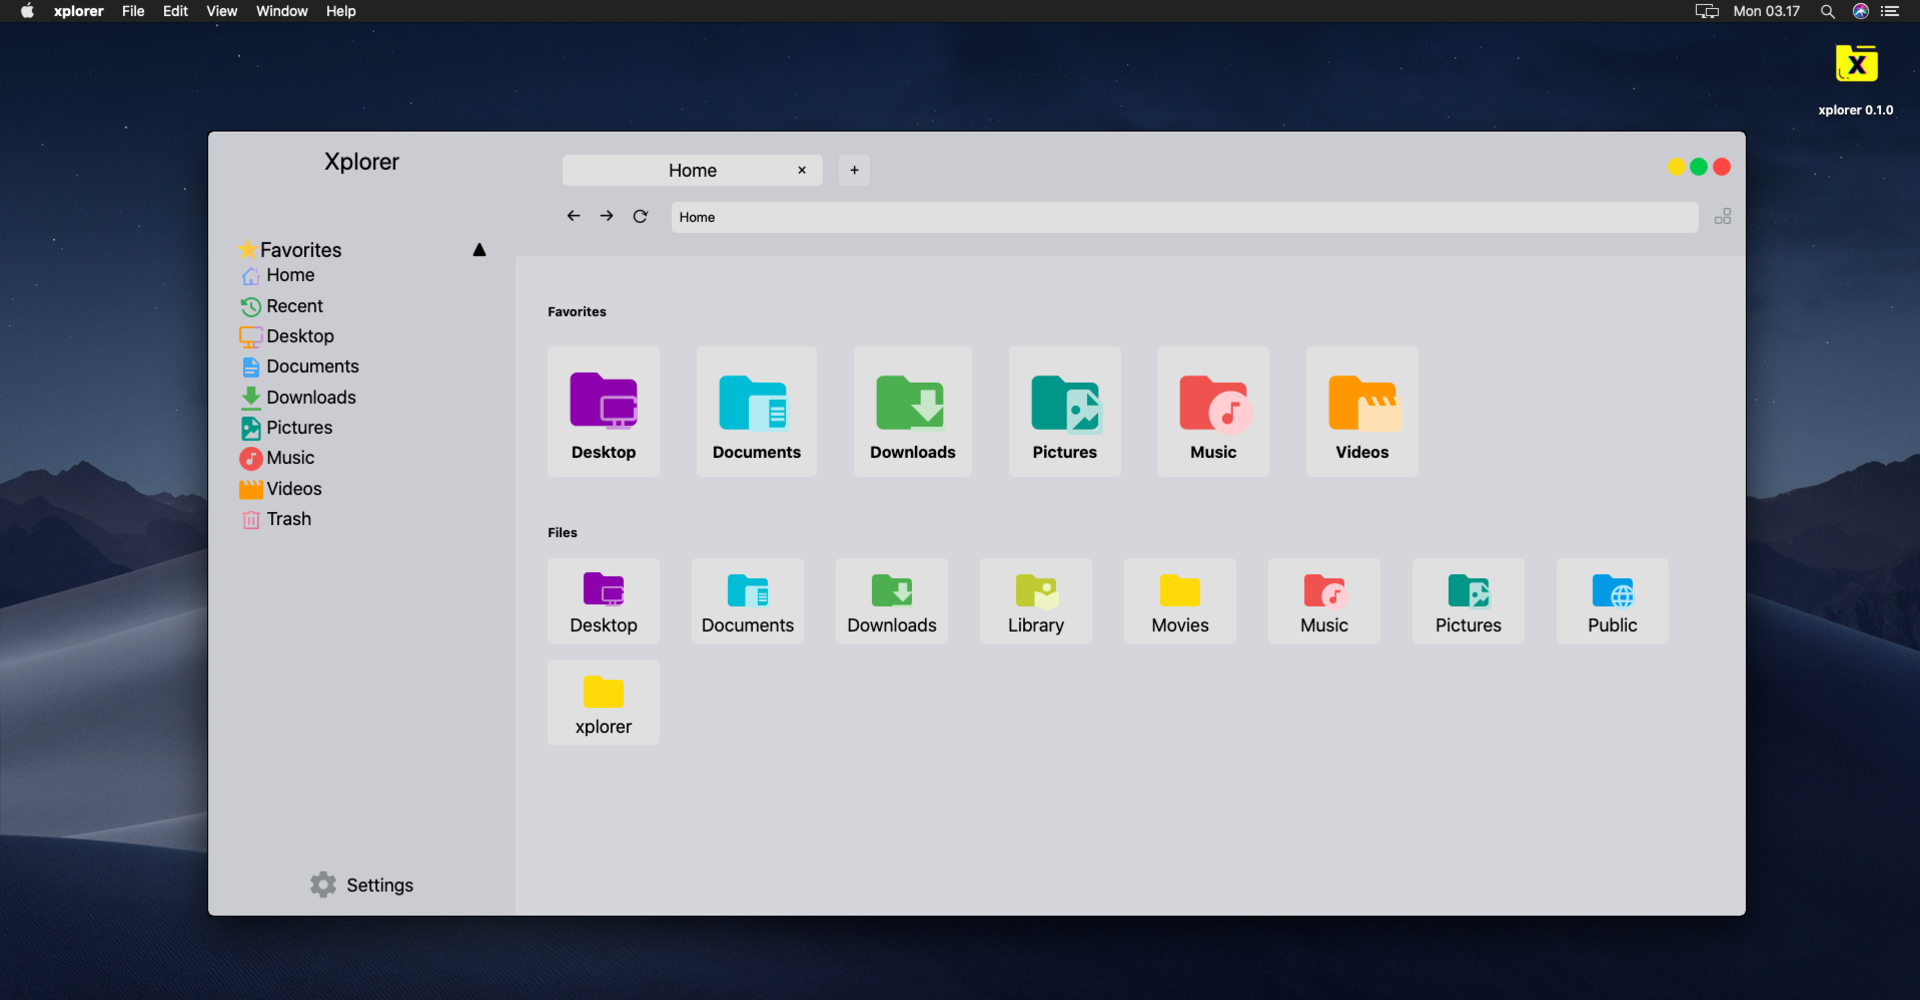 xplorer File Edit View Window Help
Mon 03.17
X
xplorer 0.1.0
Xplorer
Home × +
Home
Favorites
Home
Recent
Desktop
Documents
Downloads
Pictures
Music
Videos
Trash
Settings
Favorites
Desktop Documents Downloads Pictures Music Videos
Files
Desktop Documents Downloads Library Movies Music Pictures Public
xplorer